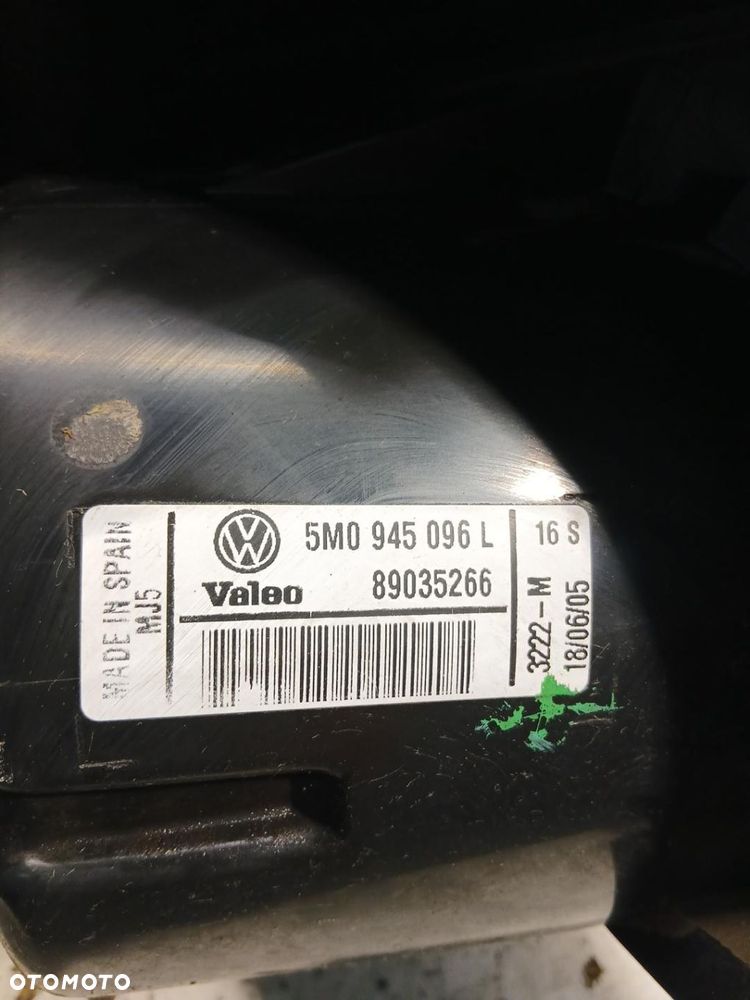 MADE IN SPAIN
MJ5
5M0 945 096 L
Valeo
89035266
16 S
3222-M
18/06/05
OTOMOTO